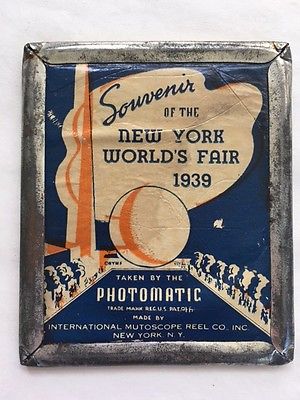 Souvenir
OF THE
NEW YORK
WORLD'S FAIR
1939
TAKEN BY THE
PHOTOMATIC
TRADE MARK REG. U.S. PAT. OFF.
MADE BY
INTERNATIONAL MUTOSCOPE REEL CO. INC.
NEW YORK. N.Y.